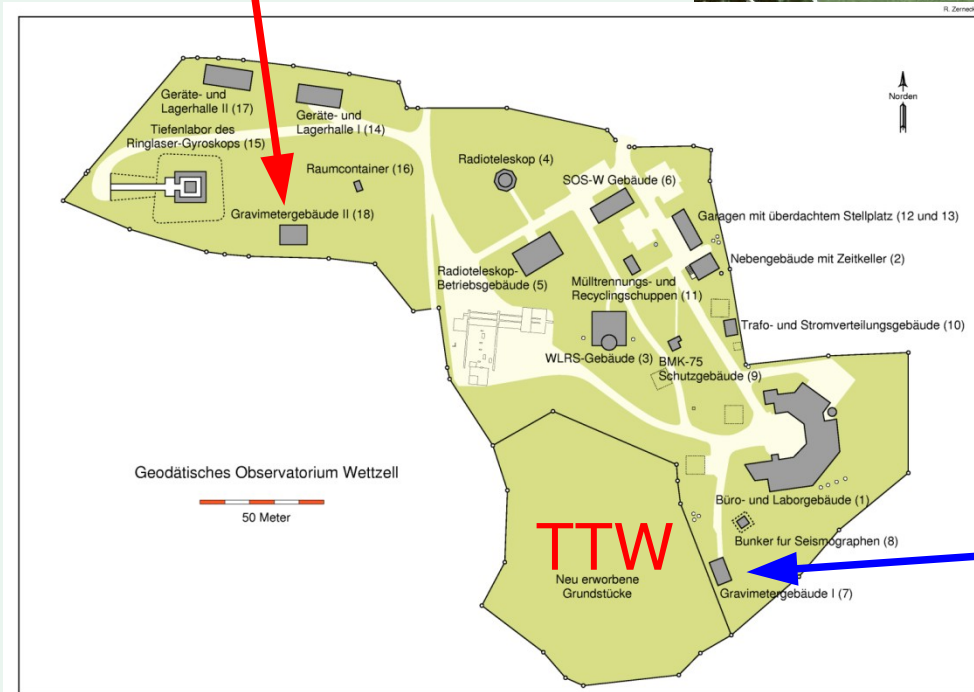 R. Zerneck
Norden
Geräte- und
Lagerhalle II (17)
Geräte- und
Lagerhalle I (14)
Tiefenlabor des
Ringlaser-Gyroskops (15)
Raumcontainer (16)
Radioteleskop (4)
SOS-W Gebäude (6)
Gravimetergebäude II (18)
Garagen mit überdachtem Stellplatz (12 und 13)
Nebengebäude mit Zeitkeller (2)
Radioteleskop-
Betriebsgebäude (5)
Mülltrennungs- und
Recyclingschuppen (11)
Trafo- und Stromverteilungsgebäude (10)
WLRS-Gebäude (3)
BMK-75
Schutzgebäude (9)
Geodätisches Observatorium Wettzell
50 Meter
Büro- und Laborgebäude (1)
TTW
Neu erworbene
Grundstücke
Bunker fur Seismographen (8)
Gravimetergebäude I (7)